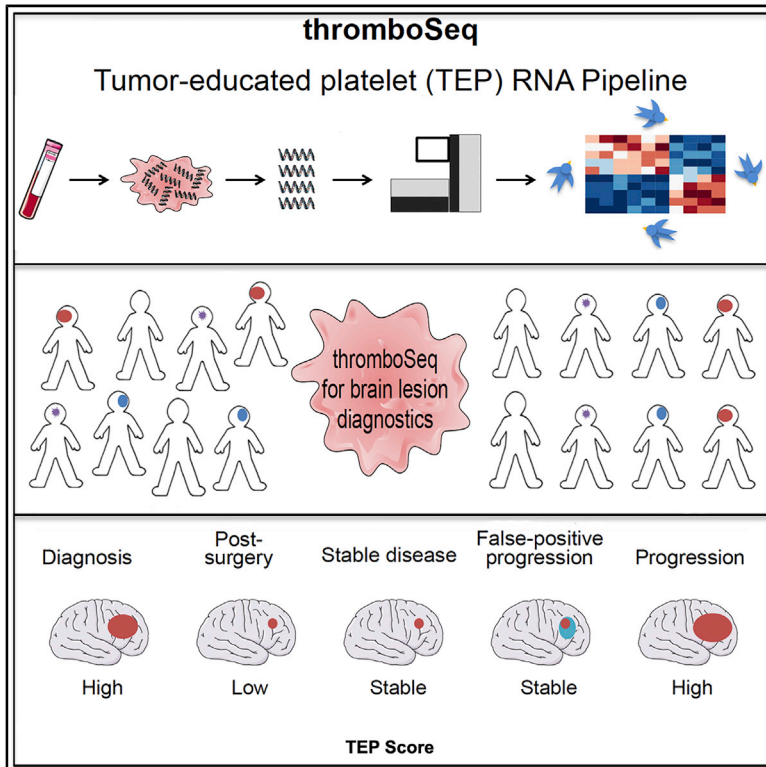 thromboSeq
Tumor-educated platelet (TEP) RNA Pipeline
thromboSeq
for brain lesion
diagnostics
Diagnosis
Post-
surgery
Stable disease
False-positive
progression
Progression
High
Low
Stable
Stable
High
TEP Score